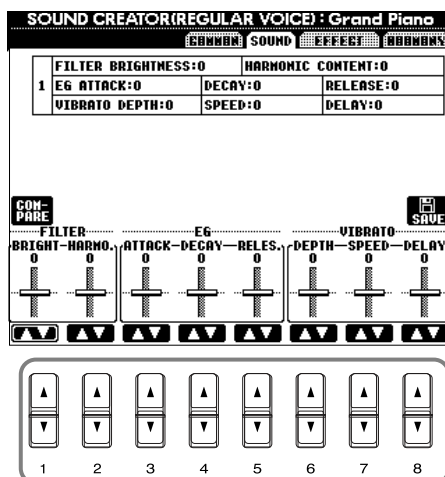 SOUND CREATOR(REGULAR VOICE) : Grand Piano
COMMON SOUND EFFECT HARMONY
FILTER BRIGHTNESS:0 HARMONIC CONTENT:0
1 EG ATTACK:0 DECAY:0 RELEASE:0
VIBRATO DEPTH:0 SPEED:0 DELAY:0
COM-
PARE
SAVE
FILTER EG VIBRATO
BRIGHT-HARMO. ATTACK-DECAY-RELES. DEPTH-SPEED-DELAY
0 0 0 0 0 0 0 0
1 2 3 4 5 6 7 8